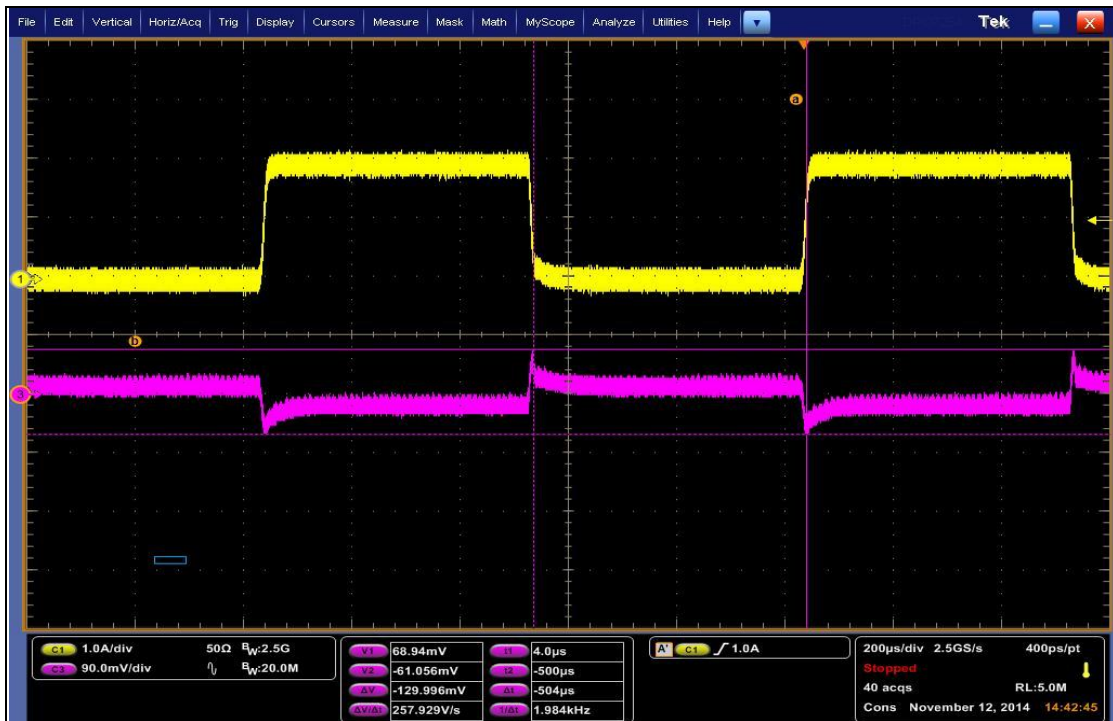 File Edit Vertical Horiz/Acq Trig Display Cursors Measure Mask Math MyScope Analyze Utilities Help Tek X
a
1
b
3
C1 1.0A/div 50Ω BW:2.5G
C3 90.0mV/div BW:20.0M
V1 68.94mV
V2 -61.056mV
ΔV -129.996mV
ΔV/Δt 257.929V/s
t1 4.0µs
t2 -500µs
Δt -504µs
1/Δt 1.984kHz
A' C1 1.0A
200µs/div 2.5GS/s 400ps/pt
Stopped
40 acqs RL:5.0M
Cons November 12, 2014 14:42:45